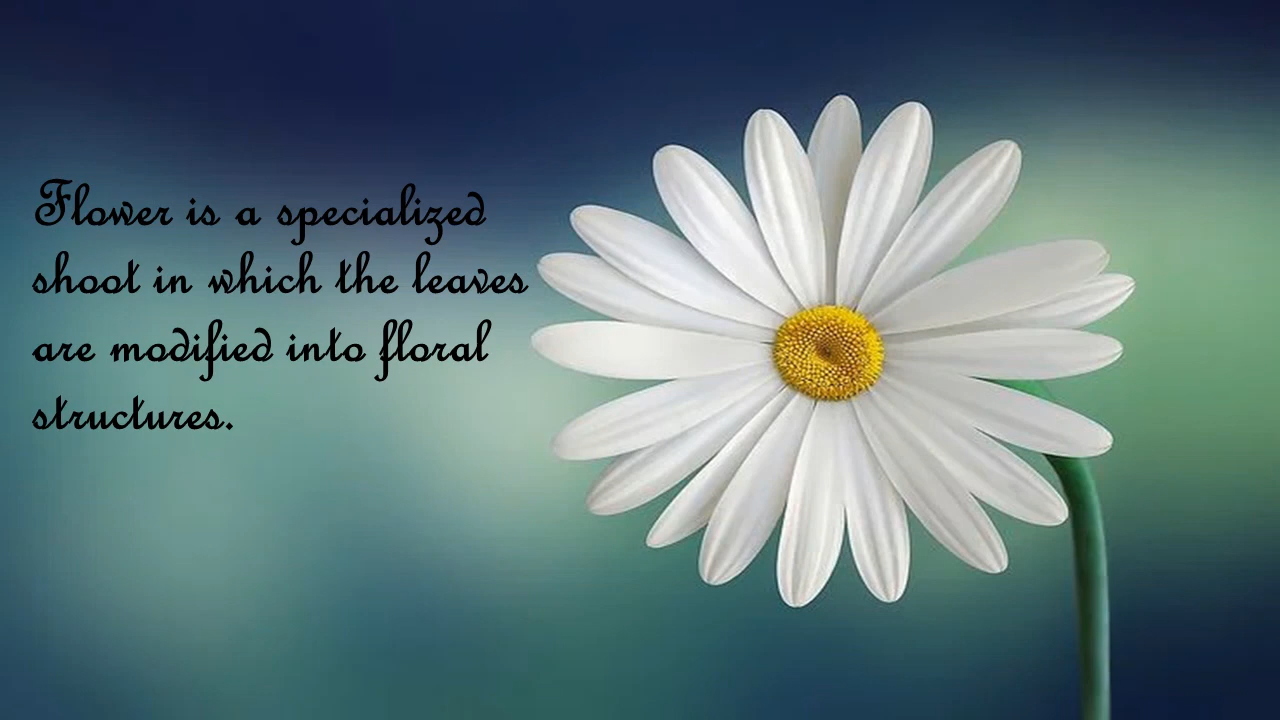 Flower is a specialized
shoot in which the leaves
are modified into floral
structures.